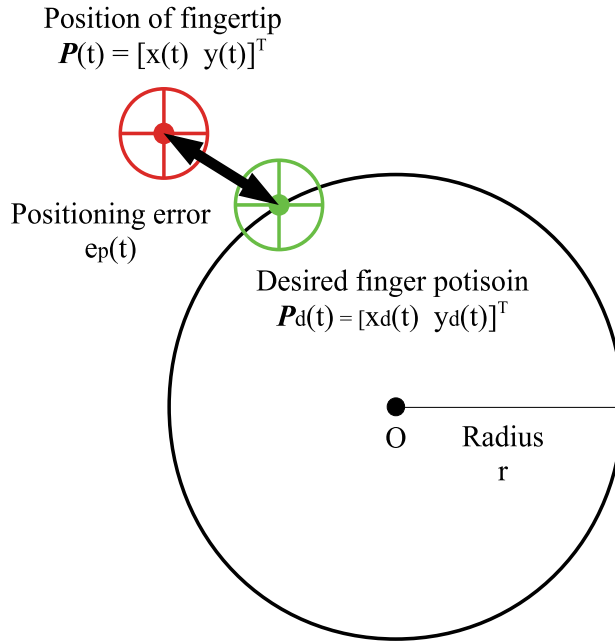 Position of fingertip
P(t) = [x(t) y(t)]T
Positioning error
ep(t)
Desired finger potisoin
Pd(t) = [xd(t) yd(t)]T
O
Radius
r